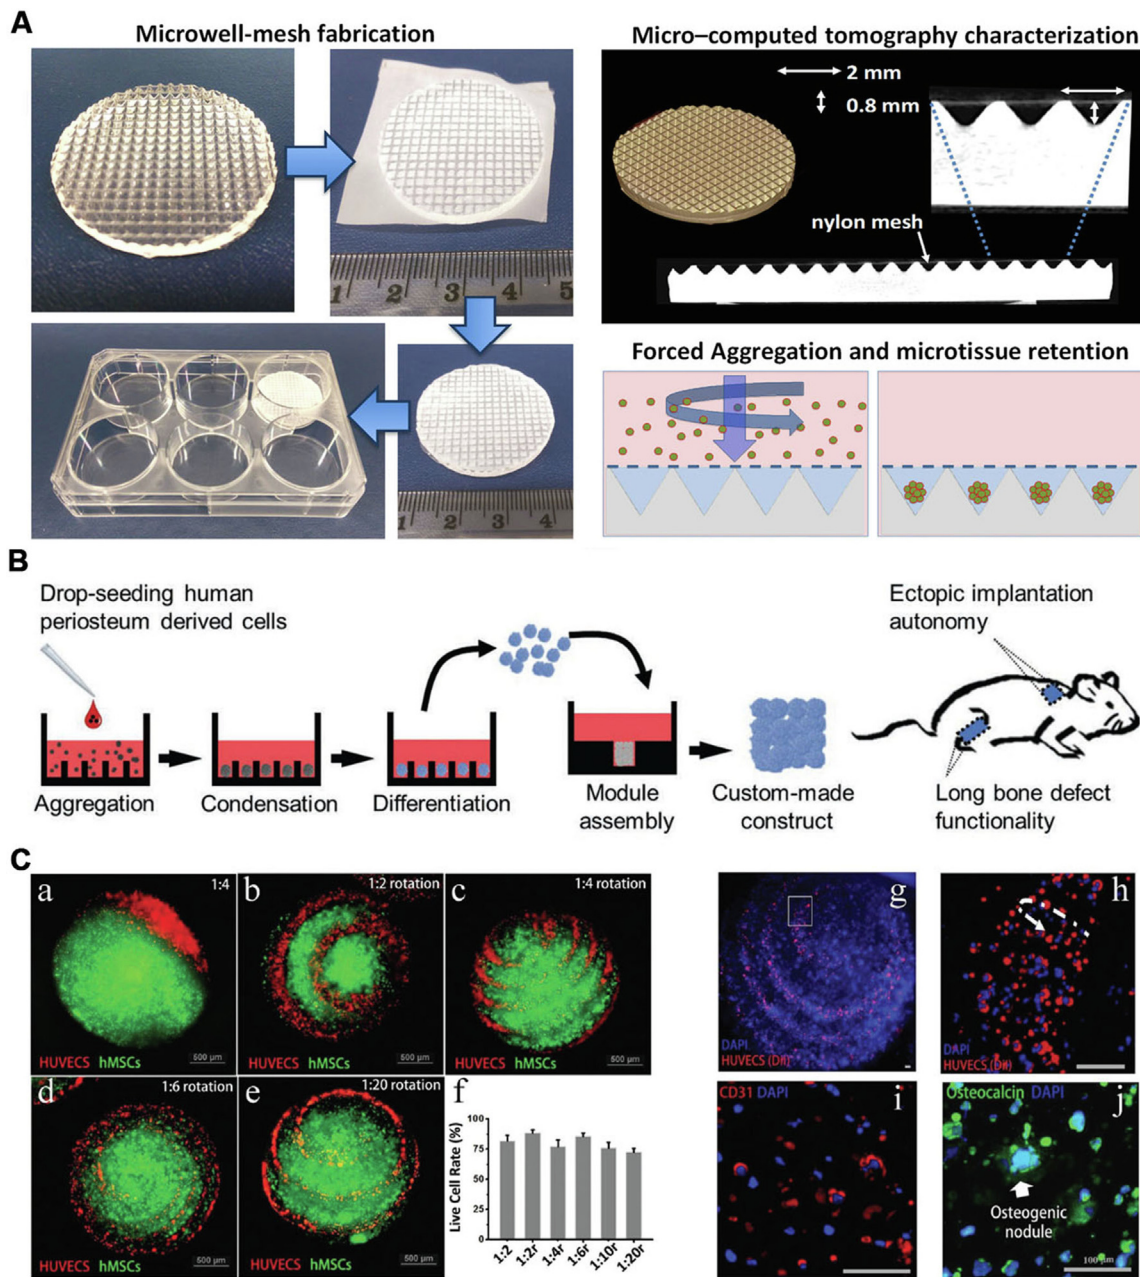 A
Microwell-mesh fabrication
Micro–computed tomography characterization
2 mm
0.8 mm
nylon mesh
1 2 3 4 5
Forced Aggregation and microtissue retention
1 2 3 4
B
Drop-seeding human
periosteum derived cells
Ectopic implantation
autonomy
Aggregation
Condensation
Differentiation
Module
assembly
Custom-made
construct
Long bone defect
functionality
C
a
1:4
HUVECS hMSCs
500 µm
b
1:2 rotation
HUVECS hMSCs
500 µm
c
1:4 rotation
HUVECS hMSCs
500 µm
d
1:6 rotation
HUVECS hMSCs
500 µm
e
1:20 rotation
HUVECS hMSCs
500 µm
f
Live Cell Rate (%)
100
75
50
25
0
1:2
1:2r
1:4r
1:6r
1:10r
1:20r
g
DAPI
HUVECS (DiI)
h
DAPI
HUVECS (DiI)
CD31 DAPI
i
Osteocalcin DAPI
j
Osteogenic
nodule
100 µm